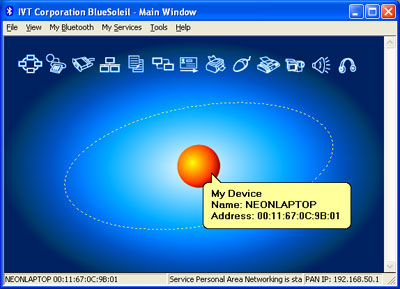 IVT Corporation BlueSoleil - Main Window
File View My Bluetooth My Services Tools Help
My Device
Name: NEONLAPTOP
Address: 00:11:67:0C:9B:01
NEONLAPTOP 00:11:67:0C:9B:01 Service Personal Area Networking is sta PAN IP: 192.168.50.1